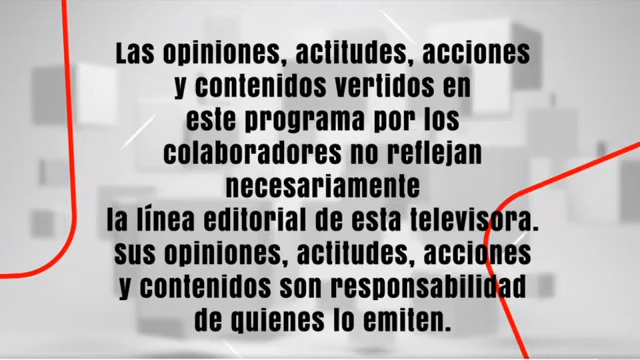 Las opiniones, actitudes, acciones
y contenidos vertidos en
este programa por los
colaboradores no reflejan
necesariamente
la línea editorial de esta televisora.
Sus opiniones, actitudes, acciones
y contenidos son responsabilidad
de quienes lo emiten.